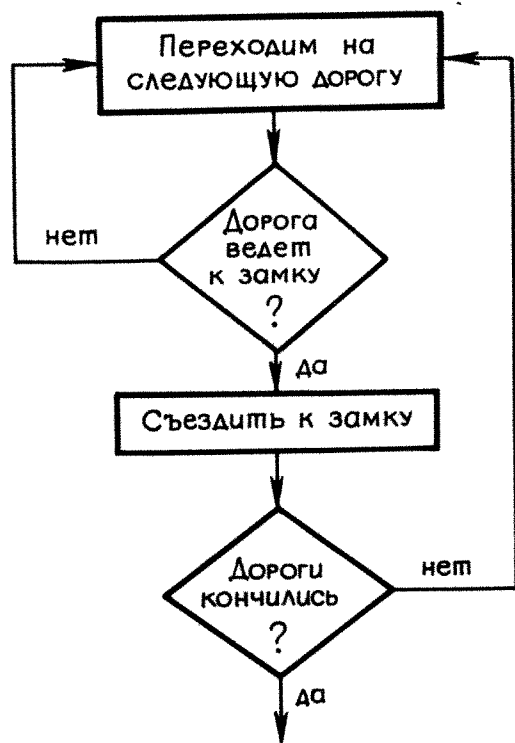 Переходим на
следующую дорогу
Дорога
ведет
к замку
?
нет
да
Съездить к замку
Дороги
кончились
?
нет
да